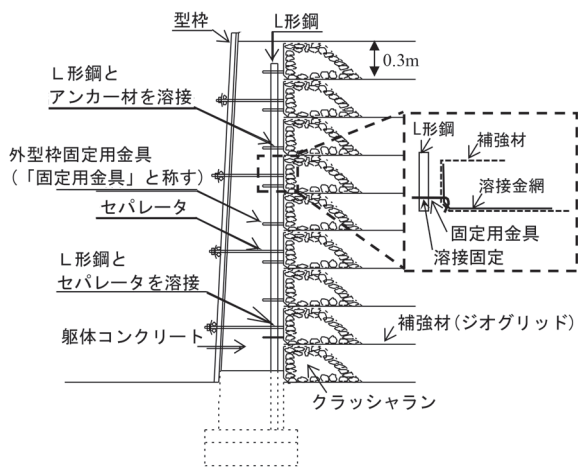 型枠
L形鋼
0.3m
L形鋼と
アンカー材を溶接
外型枠固定用金具
(「固定用金具」と称す)
セパレータ
L形鋼と
セパレータを溶接
躯体コンクリート
L形鋼
補強材
溶接金網
固定用金具
溶接固定
補強材(ジオグリッド)
クラッシャラン